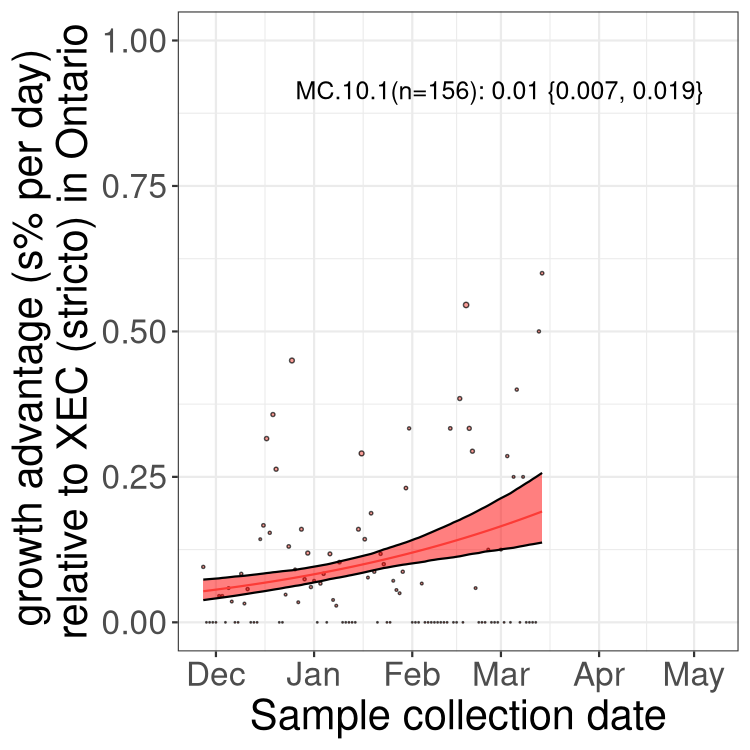 growth advantage (s% per day)
relative to XEC (stricto) in Ontario
1.00
0.75
0.50
0.25
0.00
MC.10.1(n=156): 0.01 {0.007, 0.019}
Dec Jan Feb Mar Apr May
Sample collection date